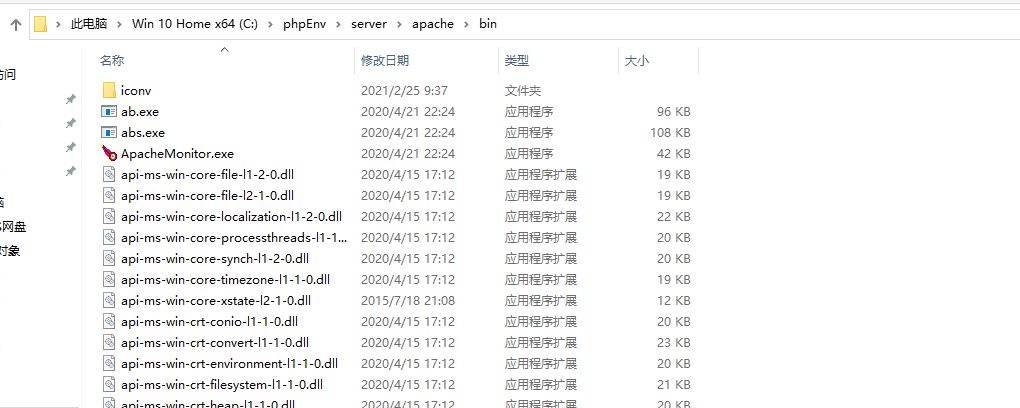 此电脑 › Win 10 Home x64 (C:) › phpEnv › server › apache › bin
名称 修改日期 类型 大小
访问
iconv 2021/2/25 9:37 文件夹
ab.exe 2020/4/21 22:24 应用程序 96 KB
abs.exe 2020/4/21 22:24 应用程序 108 KB
ApacheMonitor.exe 2020/4/21 22:24 应用程序 42 KB
api-ms-win-core-file-l1-2-0.dll 2020/4/15 17:12 应用程序扩展 19 KB
api-ms-win-core-file-l2-1-0.dll 2020/4/15 17:12 应用程序扩展 19 KB
脑
api-ms-win-core-localization-l1-2-0.dll 2020/4/15 17:12 应用程序扩展 22 KB
网盘
api-ms-win-core-processthreads-l1-1... 2020/4/15 17:12 应用程序扩展 20 KB
对象
api-ms-win-core-synch-l1-2-0.dll 2020/4/15 17:12 应用程序扩展 20 KB
api-ms-win-core-timezone-l1-1-0.dll 2020/4/15 17:12 应用程序扩展 19 KB
api-ms-win-core-xstate-l2-1-0.dll 2015/7/18 21:08 应用程序扩展 12 KB
api-ms-win-crt-conio-l1-1-0.dll 2020/4/15 17:12 应用程序扩展 20 KB
api-ms-win-crt-convert-l1-1-0.dll 2020/4/15 17:12 应用程序扩展 23 KB
api-ms-win-crt-environment-l1-1-0.dll 2020/4/15 17:12 应用程序扩展 20 KB
api-ms-win-crt-filesystem-l1-1-0.dll 2020/4/15 17:12 应用程序扩展 21 KB
api-ms-win-crt-heap-l1-1-0.dll 2020/4/15 17:12 应用程序扩展 20 KB